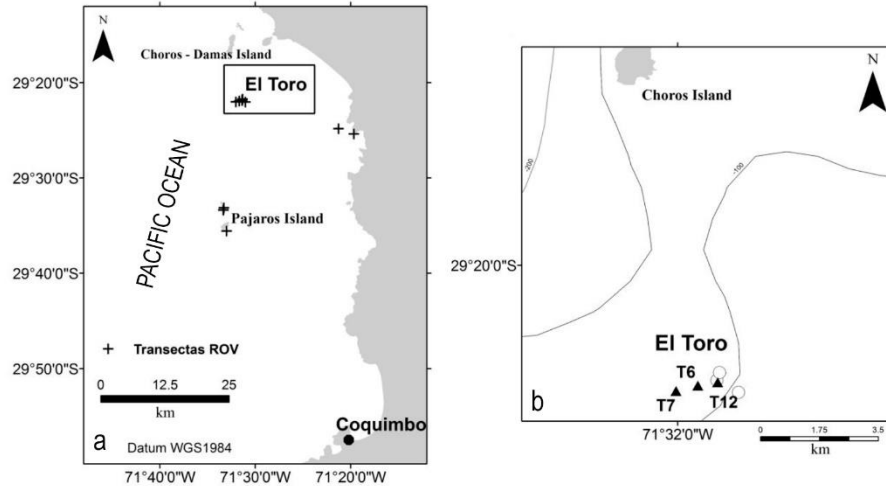 N
Choros - Damas Island
El Toro
29°20'0"S
29°30'0"S
29°40'0"S
29°50'0"S
PACIFIC OCEAN
Pajaros Island
Transectas ROV
0 12.5 25
km
a
Datum WGS1984
Coquimbo
71°40'0"W 71°30'0"W 71°20'0"W
N
Choros Island
-200
-100
29°20'0"S
El Toro
T6
T7
T12
b
71°32'0"W
0 1.75 3.5
km